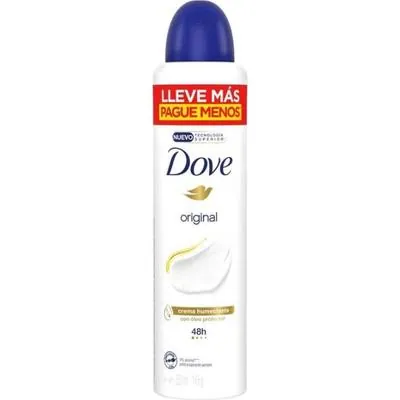 LLEVE MÁS
PAGUE MENOS
NUEVO TECNOLOGÍA
SUPERIOR
Dove
original
crema humectante
48h